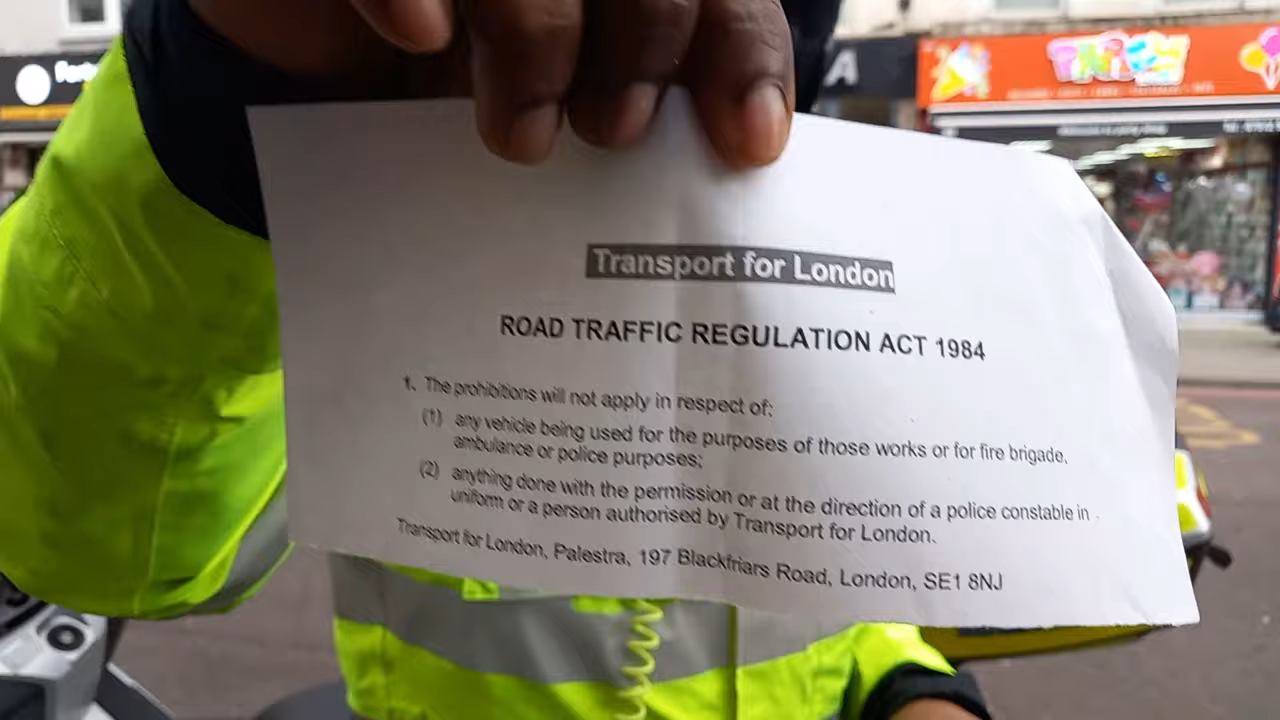 Transport for London
ROAD TRAFFIC REGULATION ACT 1984
1. The prohibitions will not apply in respect of:
(1) any vehicle being used for the purposes of those works or for fire brigade,
ambulance or police purposes;
(2) anything done with the permission or at the direction of a police constable in
uniform or a person authorised by Transport for London.
Transport for London, Palestra, 197 Blackfriars Road, London, SE1 8NJ